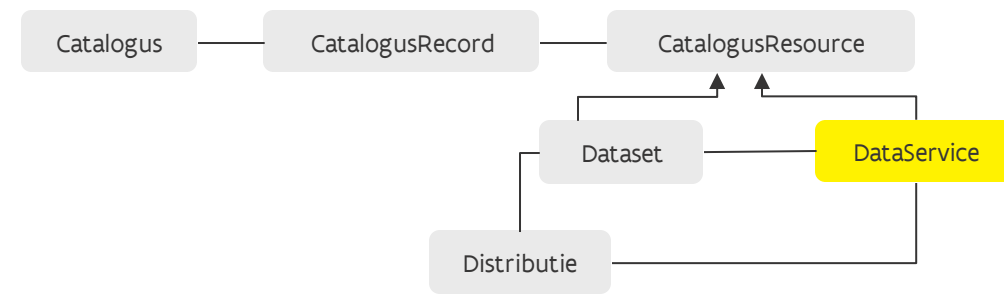 Catalogus
CatalogusRecord
CatalogusResource
Dataset
DataService
Distributie